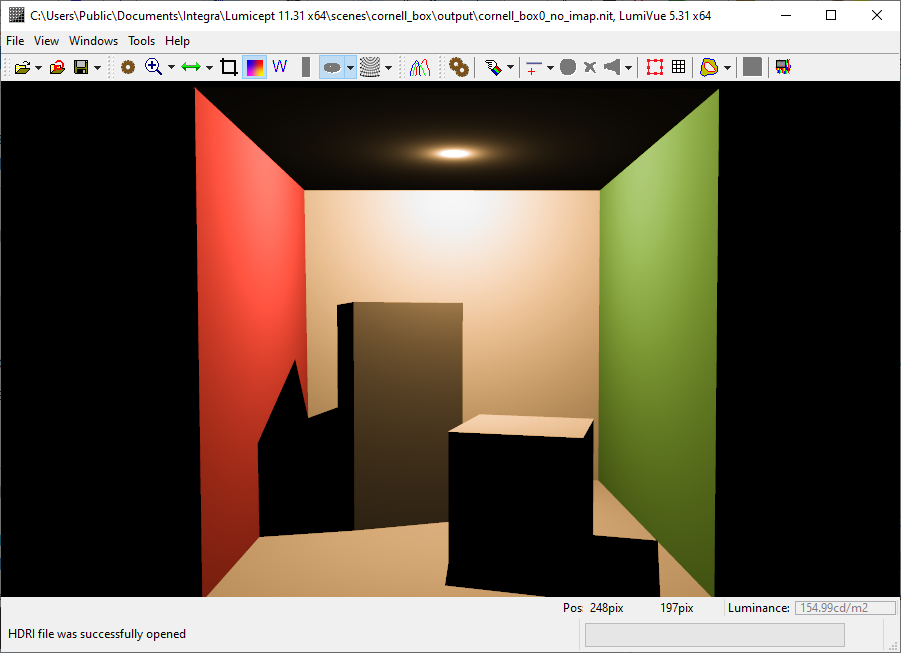 C:\Users\Public\Documents\Integra\Lumicept 11.31 x64\scenes\cornell_box\output\cornell_box0_no_imap.nit, LumiVue 5.31 x64
File View Windows Tools Help
W
Pos: 248pix 197pix Luminance: 154.99cd/m2
HDRI file was successfully opened